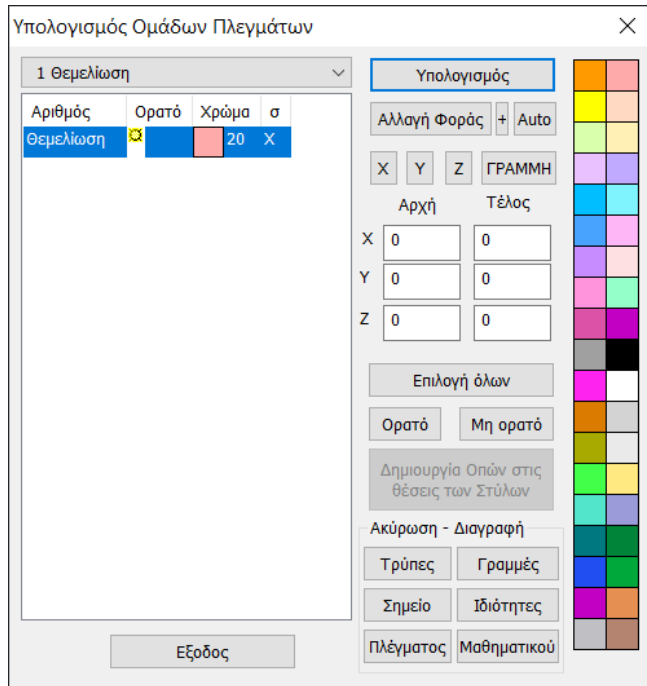 Υπολογισμός Ομάδων Πλεγμάτων
1 Θεμελίωση
Αριθμός Ορατό Χρώμα σ
Θεμελίωση 20 X
Υπολογισμός
Αλλαγή Φοράς + Auto
X Y Z ΓΡΑΜΜΗ
Αρχή Τέλος
X 0 0
Y 0 0
Z 0 0
Επιλογή όλων
Ορατό Μη ορατό
Δημιουργία Οπών στις
θέσεις των Στύλων
Ακύρωση - Διαγραφή
Τρύπες Γραμμές
Σημείο Ιδιότητες
Πλέγματος Μαθηματικού
Εξοδος